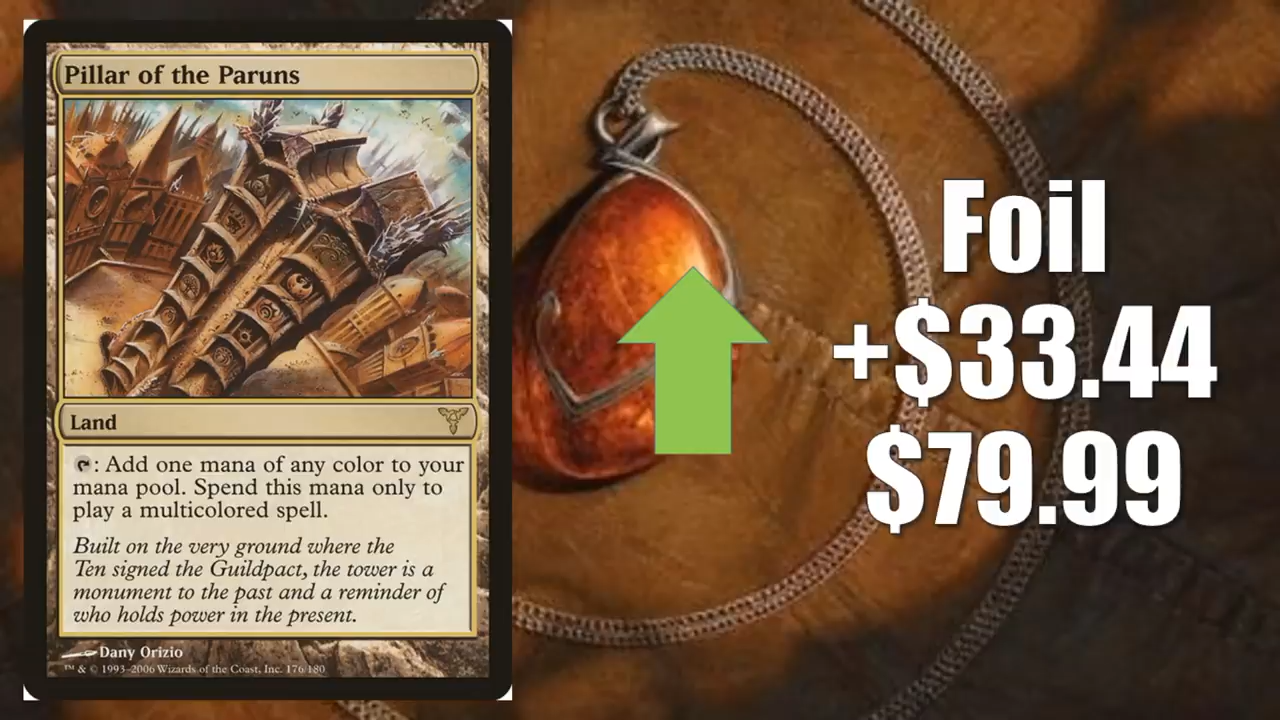 Pillar of the Paruns
Land
: Add one mana of any color to your
mana pool. Spend this mana only to
play a multicolored spell.
Built on the very ground where the
Ten signed the Guildpact, the tower is a
monument to the past and a reminder of
who holds power in the present.
Dany Orizio
™ & © 1993–2006 Wizards of the Coast, Inc. 176/180
Foil
+$33.44
$79.99